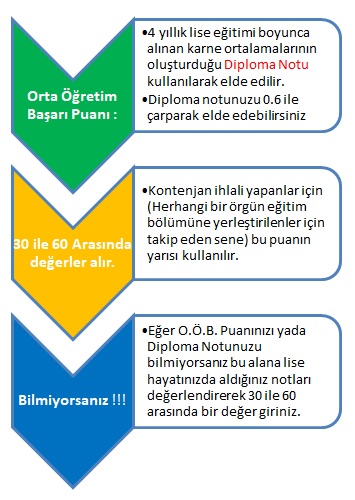 Orta Öğretim
Başarı Puanı :
•4 yıllık lise eğitimi boyunca
alınan karne ortalamalarının
oluşturduğu Diploma Notu
kullanılarak elde edilir.
•Diploma notunuzu 0.6 ile
çarparak elde edebilirsiniz
30 ile 60 Arasında
değerler alır.
•Kontenjan ihlali yapanlar için
(Herhangi bir örgün eğitim
bölümüne yerleştirilenler için
takip eden sene) bu puanın
yarısı kullanılır.
Bilmiyorsanız !!!
•Eğer O.Ö.B. Puanınızı yada
Diploma Notunuzu
bilmiyorsanız bu alana lise
hayatınızda aldığınız notları
değerlendirerek 30 ile 60
arasında bir değer giriniz.